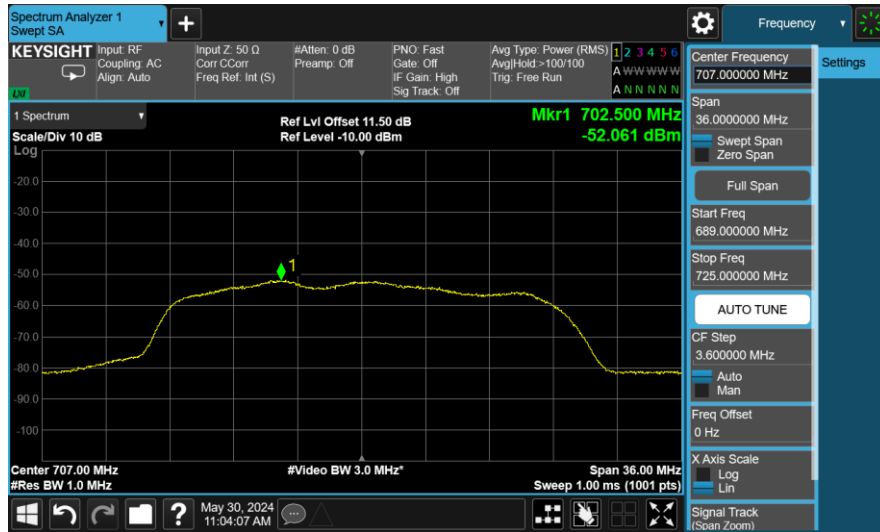 Spectrum Analyzer 1
Swept SA
Frequency
KEYSIGHT
Input: RF
Coupling: AC
Align: Auto
Input Z: 50 Ω
Corr CCorr
Freq Ref: Int (S)
#Atten: 0 dB
Preamp: Off
PNO: Fast
Gate: Off
IF Gain: High
Sig Track: Off
Avg Type: Power (RMS)
Avg|Hold:>100/100
Trig: Free Run
1 2 3 4 5 6
A W W W W W
A N N N N N
LXI
1 Spectrum
Scale/Div 10 dB
Log
Ref Lvl Offset 11.50 dB
Ref Level -10.00 dBm
Mkr1 702.500 MHz
-52.061 dBm
1
-20.0
-30.0
-40.0
-50.0
-60.0
-70.0
-80.0
-90.0
-100
Center 707.00 MHz
#Res BW 1.0 MHz
#Video BW 3.0 MHz*
Span 36.00 MHz
Sweep 1.00 ms (1001 pts)
May 30, 2024
11:04:07 AM
Center Frequency
707.000000 MHz
Settings
Span
36.0000000 MHz
Swept Span
Zero Span
Full Span
Start Freq
689.000000 MHz
Stop Freq
725.000000 MHz
AUTO TUNE
CF Step
3.600000 MHz
Auto
Man
Freq Offset
0 Hz
X Axis Scale
Log
Lin
Signal Track
(Span Zoom)